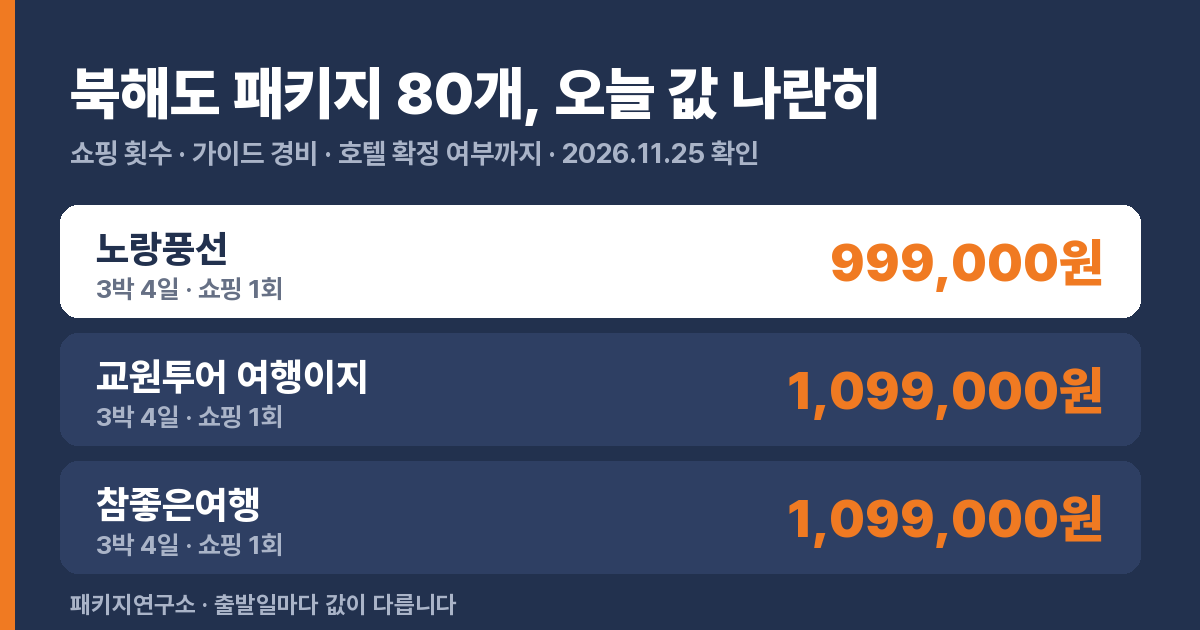 북해도 패키지 80개, 오늘 값 나란히
쇼핑 횟수 · 가이드 경비 · 호텔 확정 여부까지 · 2026.11.25 확인
노랑풍선
999,000원
3박 4일 · 쇼핑 1회
교원투어 여행이지
1,099,000원
3박 4일 · 쇼핑 1회
참좋은여행
1,099,000원
3박 4일 · 쇼핑 1회
패키지연구소 · 출발일마다 값이 다릅니다